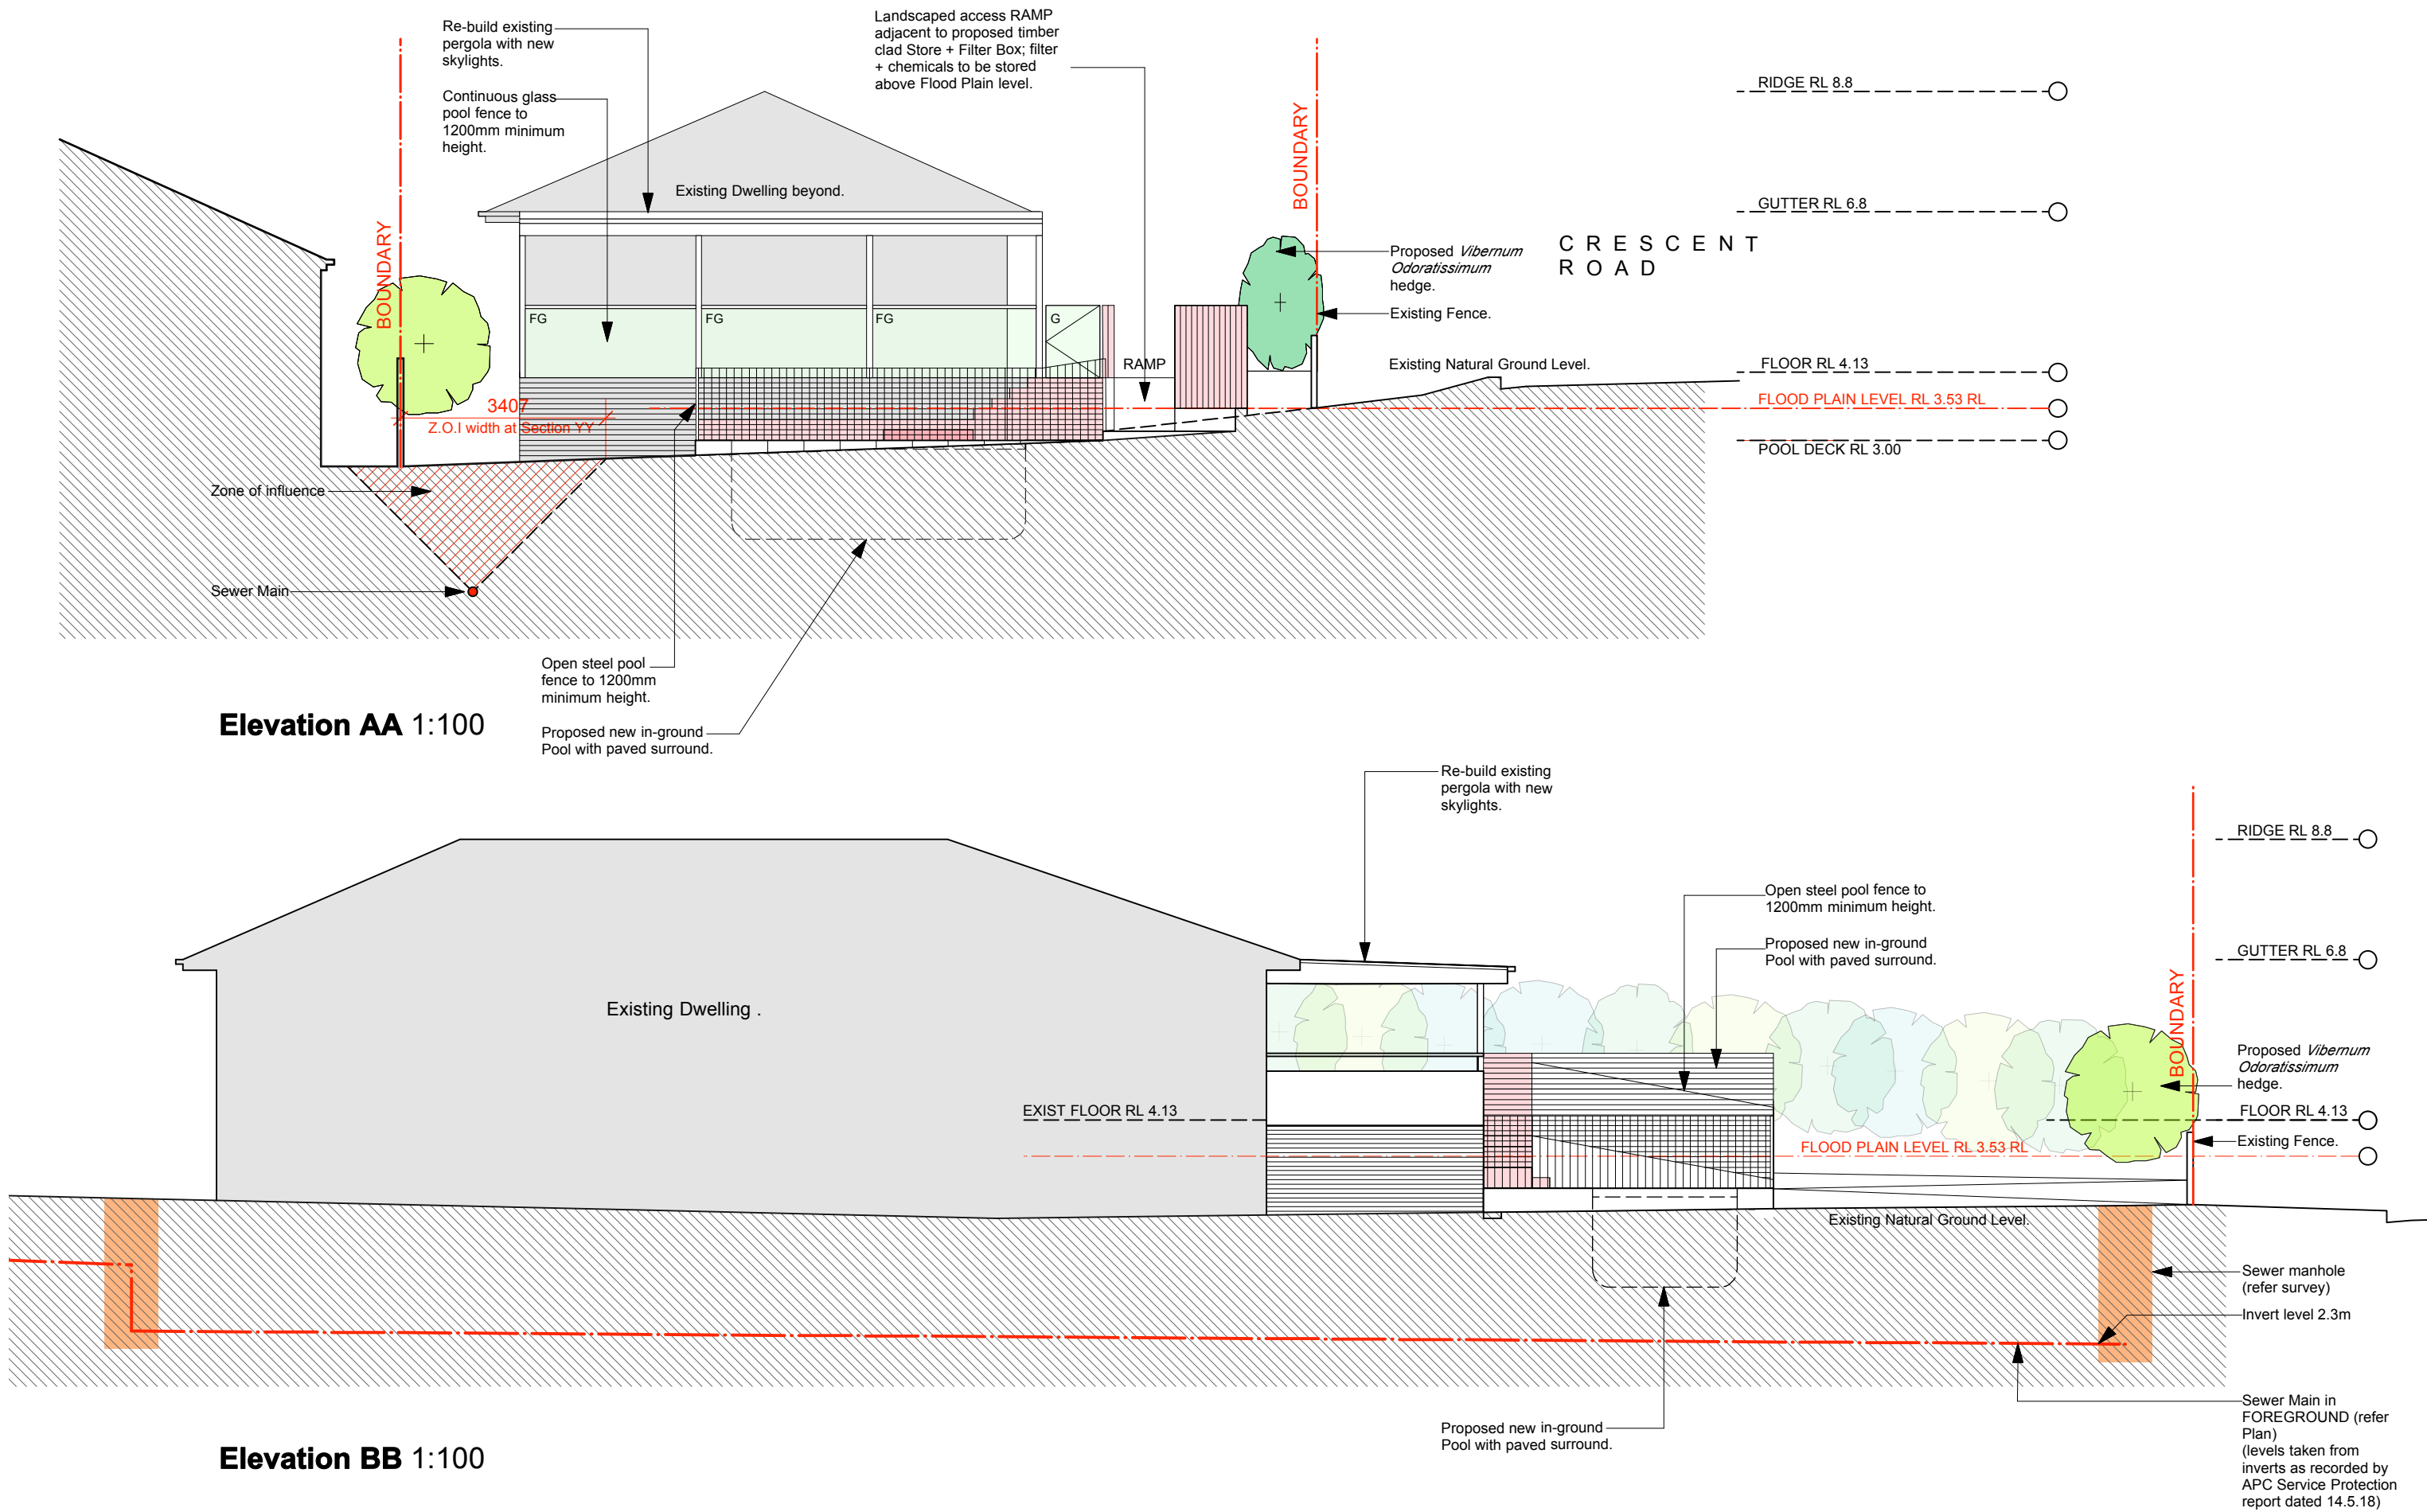 Re-build existing
pergola with new
skylights.
Continuous glass
pool fence to
1200mm minimum
height.
Landscaped access RAMP
adjacent to proposed timber
clad Store + Filter Box; filter
+ chemicals to be stored
above Flood Plain level.
BOUNDARY
BOUNDARY
Existing Dwelling beyond.
RIDGE RL 8.8
GUTTER RL 6.8
Proposed Vibernum
Odoratissimum
hedge.
CRESCENT
ROAD
Existing Fence.
FG
FG
FG
G
RAMP
Existing Natural Ground Level.
FLOOR RL 4.13
FLOOD PLAIN LEVEL RL 3.53 RL
POOL DECK RL 3.00
3407
Z.O.I width at Section YY
Zone of influence
Sewer Main
Open steel pool
fence to 1200mm
minimum height.
Proposed new in-ground
Pool with paved surround.
Elevation AA 1:100
Re-build existing
pergola with new
skylights.
Open steel pool fence to
1200mm minimum height.
Proposed new in-ground
Pool with paved surround.
BOUNDARY
RIDGE RL 8.8
GUTTER RL 6.8
Existing Dwelling .
Proposed Vibernum
Odoratissimum
hedge.
EXIST FLOOR RL 4.13
FLOOR RL 4.13
FLOOD PLAIN LEVEL RL 3.53 RL
Existing Fence.
Existing Natural Ground Level.
Sewer manhole
(refer survey)
Invert level 2.3m
Sewer Main in
FOREGROUND (refer
Plan)
(levels taken from
inverts as recorded by
APC Service Protection
report dated 14.5.18)
Proposed new in-ground
Pool with paved surround.
Elevation BB 1:100